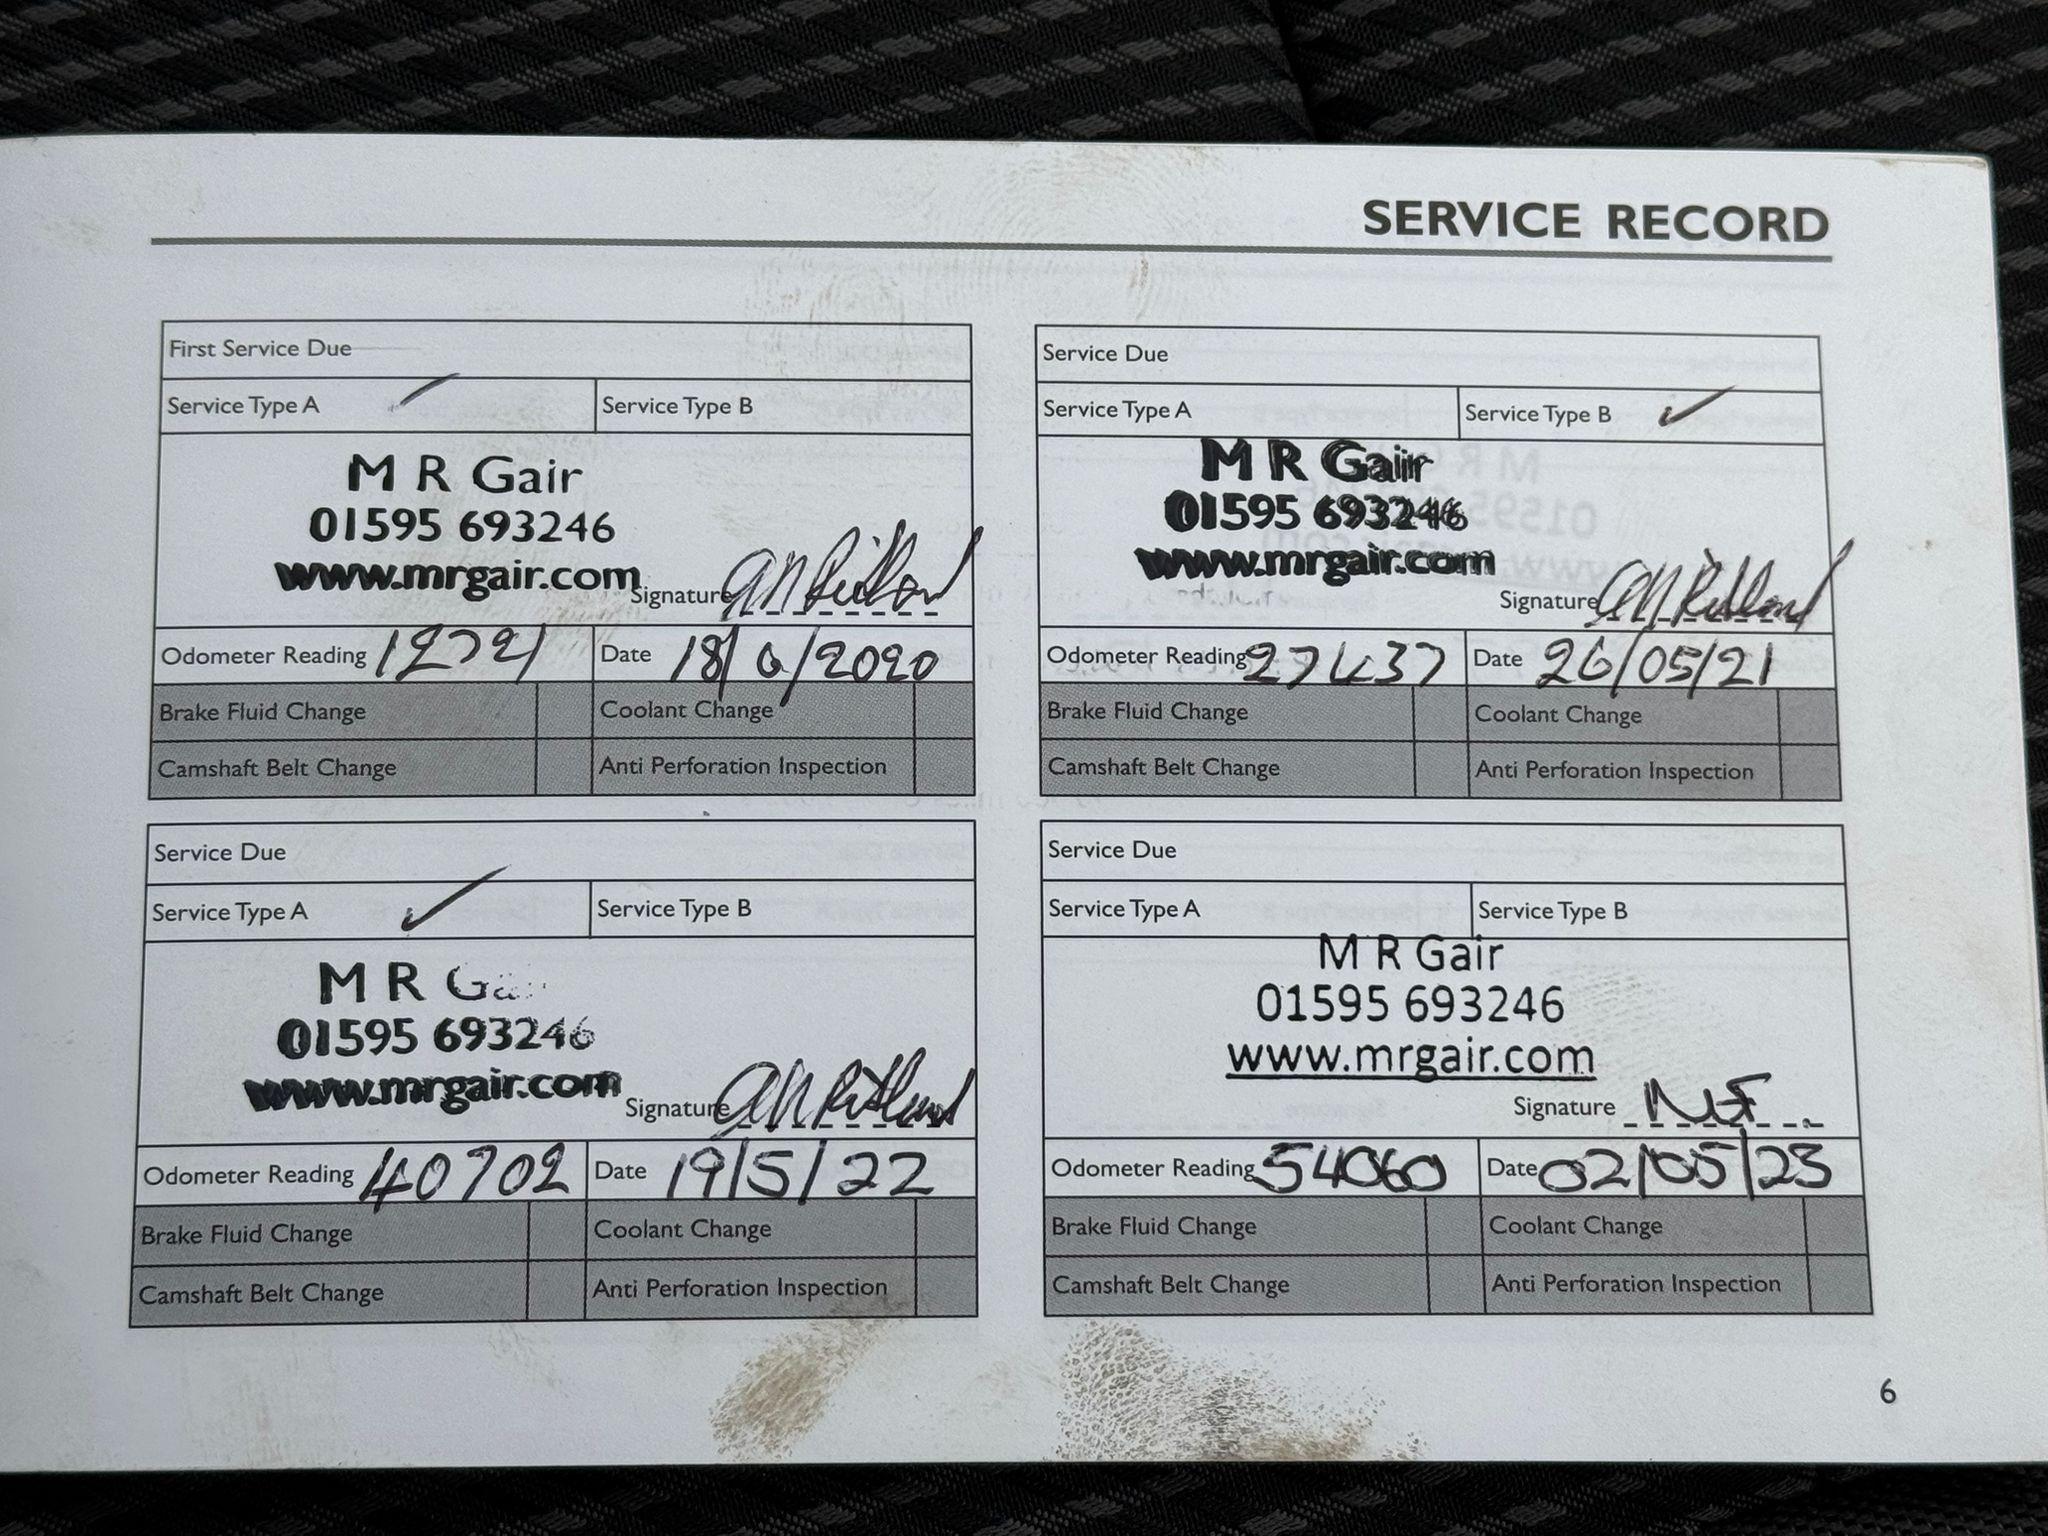 SERVICE RECORD
First Service Due
Service Type A
Service Type B
M R Gair
01595 693246
www.mrgair.com
Signature
Odometer Reading 12721
Date 18/6/2020
Brake Fluid Change
Coolant Change
Camshaft Belt Change
Anti Perforation Inspection
Service Due
Service Type A
Service Type B ✓
M R Gair
01595 693246
www.mrgair.com
Signature
Odometer Reading 27437
Date 26/05/21
Brake Fluid Change
Coolant Change
Camshaft Belt Change
Anti Perforation Inspection
Service Due
Service Type A ✓
Service Type B
M R Ga
01595 693246
www.mrgair.com
Signature
Odometer Reading 40702
Date 19/5/22
Brake Fluid Change
Coolant Change
Camshaft Belt Change
Anti Perforation Inspection
Service Due
Service Type A
Service Type B
M R Gair
01595 693246
www.mrgair.com
Signature
Odometer Reading 54060
Date 02/05/23
Brake Fluid Change
Coolant Change
Camshaft Belt Change
Anti Perforation Inspection
6